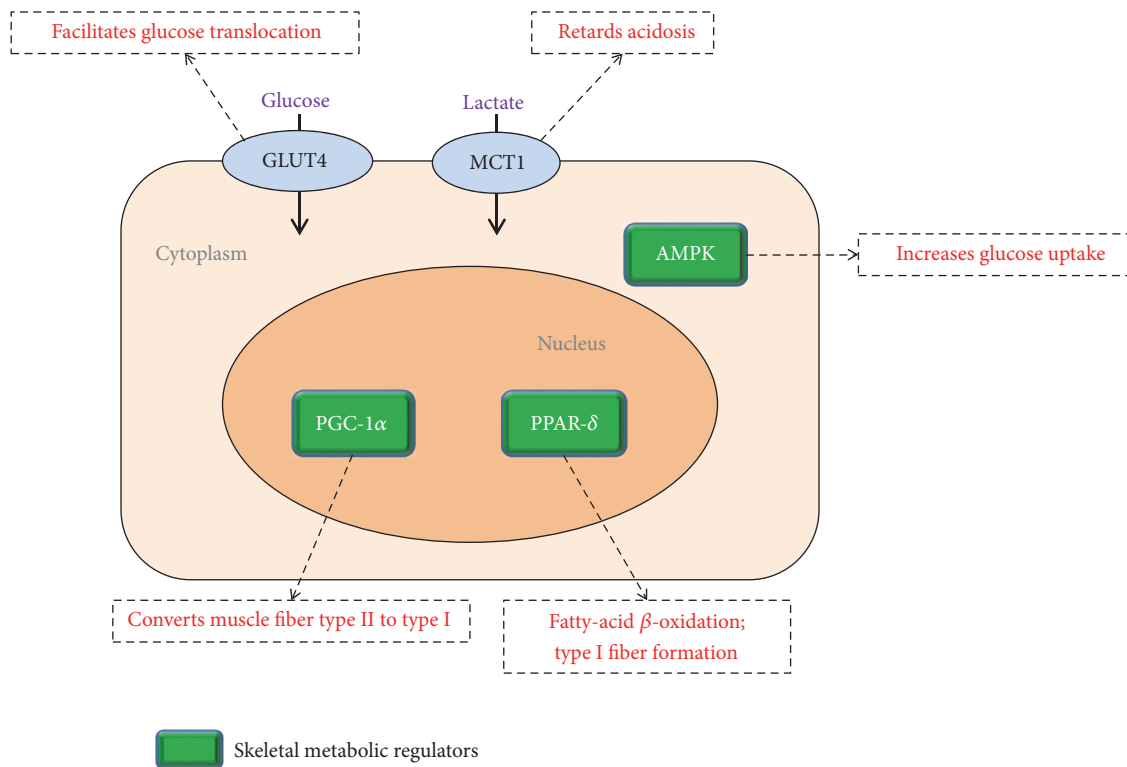 Facilitates glucose translocation
Retards acidosis
Glucose
Lactate
GLUT4
MCT1
Cytoplasm
AMPK
Increases glucose uptake
Nucleus
PGC-1α
PPAR-δ
Converts muscle fiber type II to type I
Fatty-acid β-oxidation;
type I fiber formation
Skeletal metabolic regulators